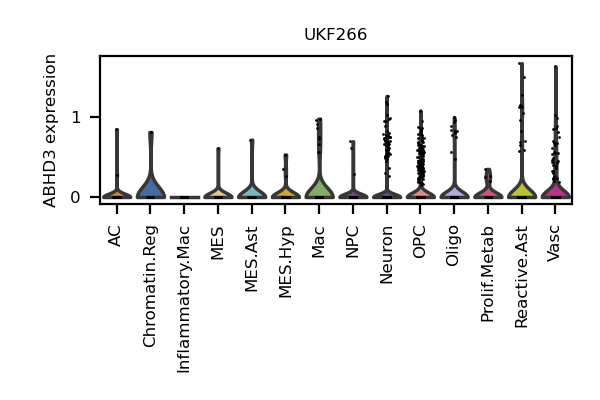 UKF266
ABHD3 expression
1
0
AC
Chromatin.Reg
Inflammatory.Mac
MES
MES.Ast
MES.Hyp
Mac
NPC
Neuron
OPC
Oligo
Prolif.Metab
Reactive.Ast
Vasc